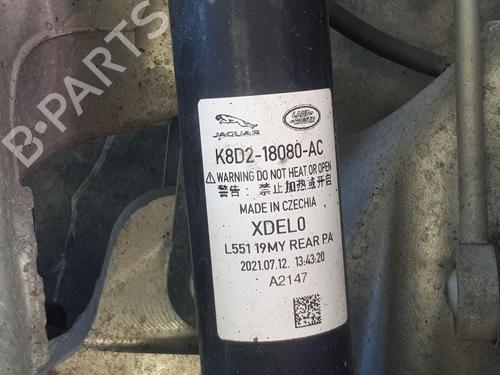 B-PARTS
JAGUAR
LAND ROVER
K8D2-18080-AC
WARNING DO NOT HEAT OR OPEN
警告: 禁止加热或开启
MADE IN CZECHIA
XDELO
L551 19MY REAR PA
2021.07.12. 13:43:20
A2147